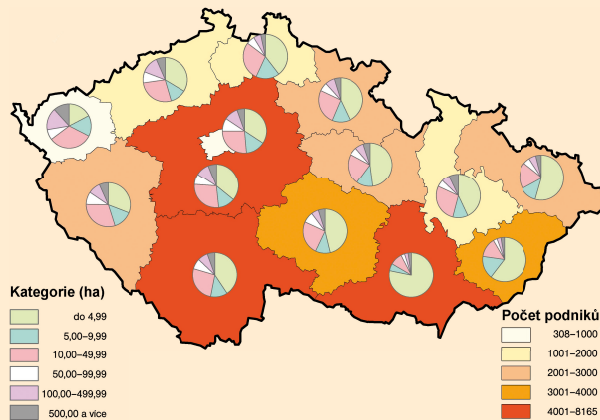 Kategorie (ha)
do 4,99
5,00–9,99
10,00–49,99
50,00–99,99
100,00–499,99
500,00 a více
Počet podniků
308–1000
1001–2000
2001–3000
3001–4000
4001–8165